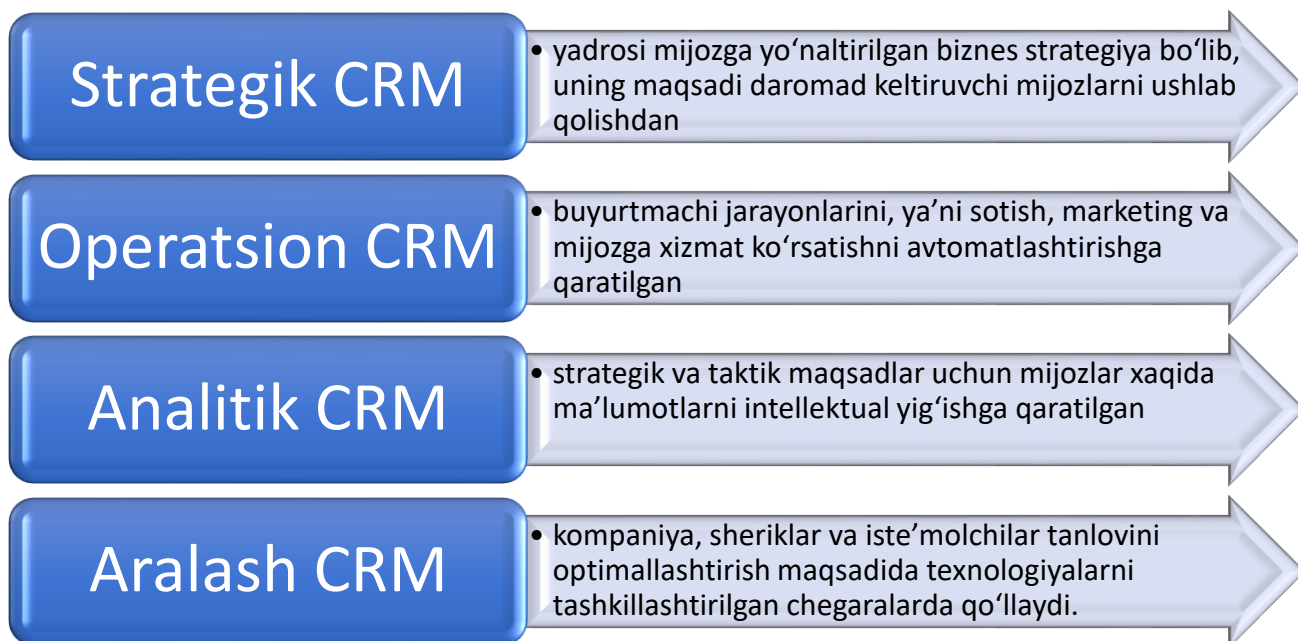 Strategik CRM
• yadrosi mijozga yo‘naltirilgan biznes strategiya bo‘lib,
uning maqsadi daromad keltiruvchi mijozlarni ushlab
qolishdan
Operatsion CRM
• buyurtmachi jarayonlarini, ya’ni sotish, marketing va
mijozga xizmat ko‘rsatishni avtomatlashtirishga
qaratilgan
Analitik CRM
• strategik va taktik maqsadlar uchun mijozlar xaqida
ma’lumotlarni intellektual yig‘ishga qaratilgan
Aralash CRM
• kompaniya, sheriklar va iste’molchilar tanlovini
optimallashtirish maqsadida texnologiyalarni
tashkillashtirilgan chegaralarda qo‘llaydi.